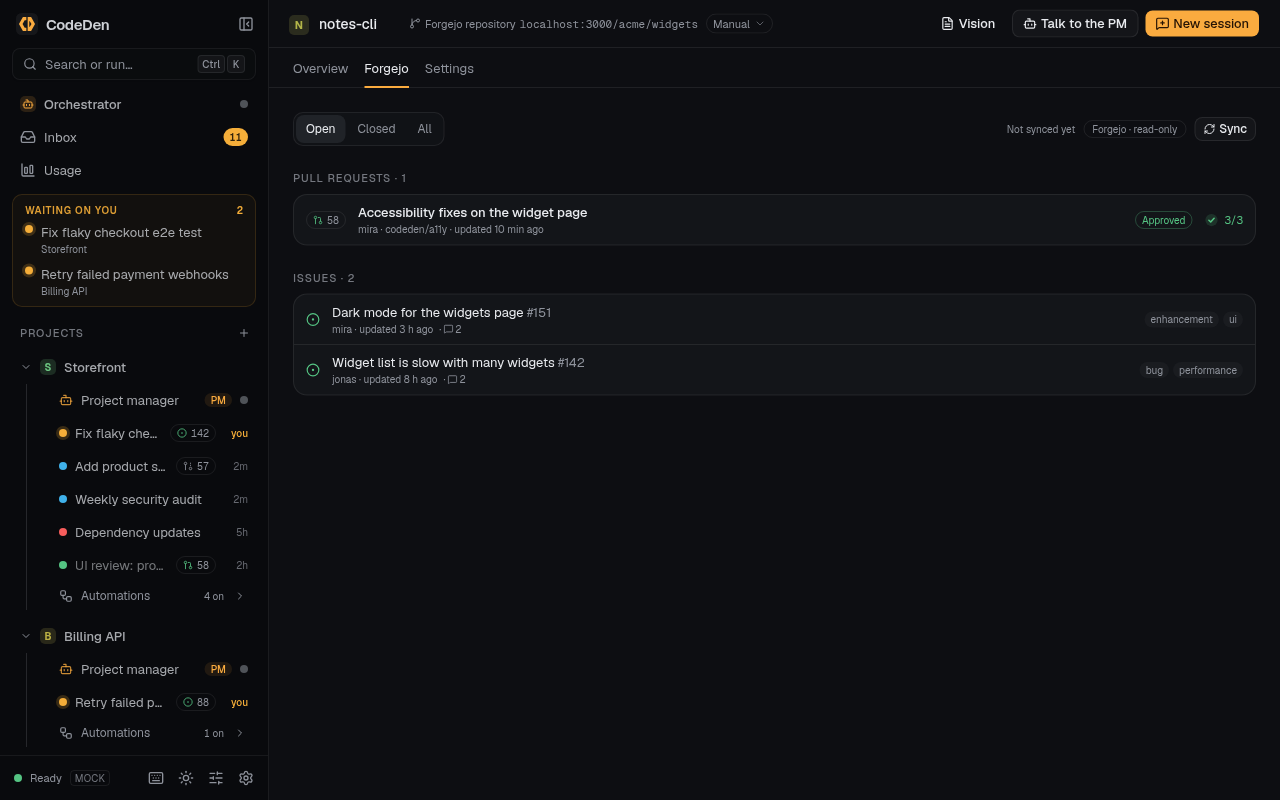 CodeDen
Search or run… Ctrl K
Orchestrator
Inbox 11
Usage
WAITING ON YOU 2
Fix flaky checkout e2e test
Storefront
Retry failed payment webhooks
Billing API
PROJECTS
S Storefront
Project manager PM
Fix flaky che… 142 you
Add product s… 57 2m
Weekly security audit 2m
Dependency updates 5h
UI review: pro… 58 2h
Automations 4 on
B Billing API
Project manager PM
Retry failed p… 88 you
Automations 1 on
Ready MOCK
N notes-cli Forgejo repository localhost:3000/acme/widgets Manual
Vision Talk to the PM New session
Overview Forgejo Settings
Open Closed All
Not synced yet Forgejo · read-only Sync
PULL REQUESTS · 1
58 Accessibility fixes on the widget page
mira · codeden/a11y · updated 10 min ago
Approved 3/3
ISSUES · 2
Dark mode for the widgets page #151
mira · updated 3 h ago · 2
enhancement ui
Widget list is slow with many widgets #142
jonas · updated 8 h ago · 2
bug performance